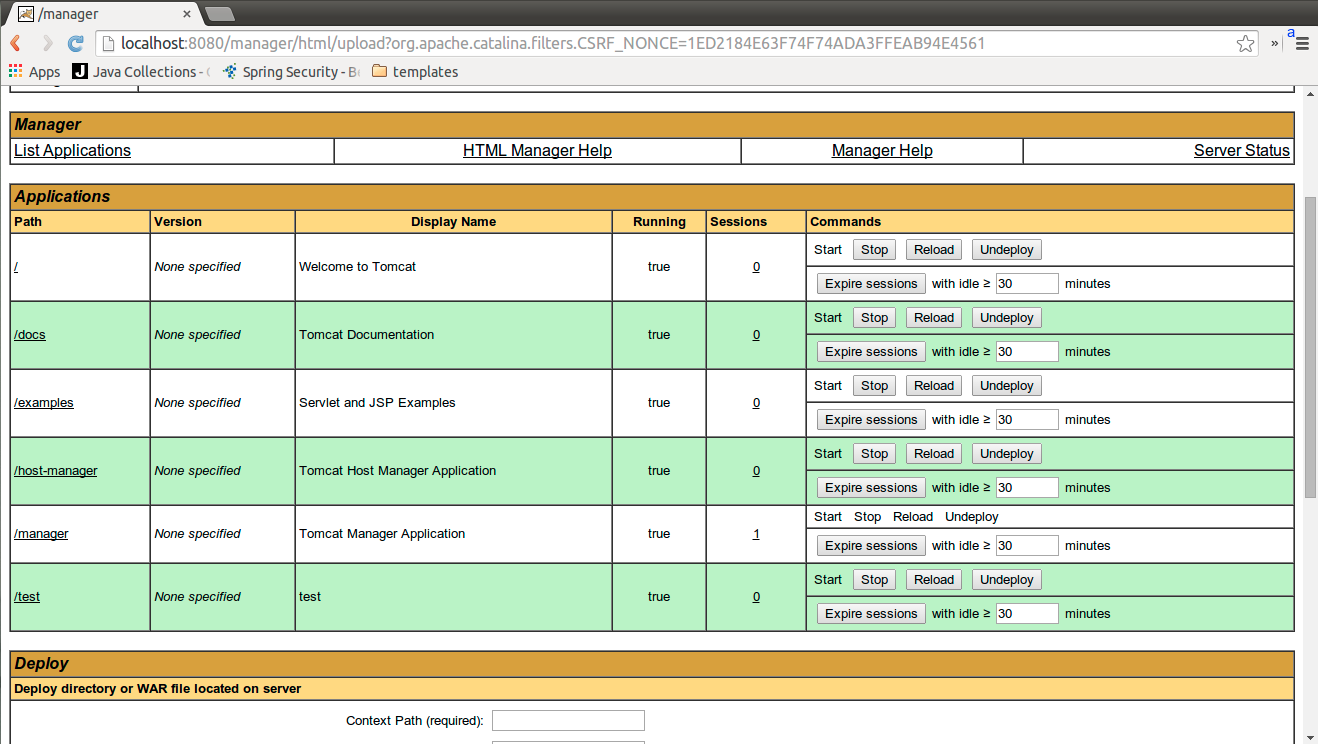 /manager
localhost:8080/manager/html/upload?org.apache.catalina.filters.CSRF_NONCE=1ED2184E63F74F74ADA3FFEAB94E4561
» a
Apps Java Collections - Spring Security - Be templates
Manager
List Applications HTML Manager Help Manager Help Server Status
Applications
Path Version Display Name Running Sessions Commands
/ None specified Welcome to Tomcat true 0 Start Stop Reload Undeploy
Expire sessions with idle ≥ 30 minutes
/docs None specified Tomcat Documentation true 0 Start Stop Reload Undeploy
Expire sessions with idle ≥ 30 minutes
/examples None specified Servlet and JSP Examples true 0 Start Stop Reload Undeploy
Expire sessions with idle ≥ 30 minutes
/host-manager None specified Tomcat Host Manager Application true 0 Start Stop Reload Undeploy
Expire sessions with idle ≥ 30 minutes
/manager None specified Tomcat Manager Application true 1 Start Stop Reload Undeploy
Expire sessions with idle ≥ 30 minutes
/test None specified test true 0 Start Stop Reload Undeploy
Expire sessions with idle ≥ 30 minutes
Deploy
Deploy directory or WAR file located on server
Context Path (required):